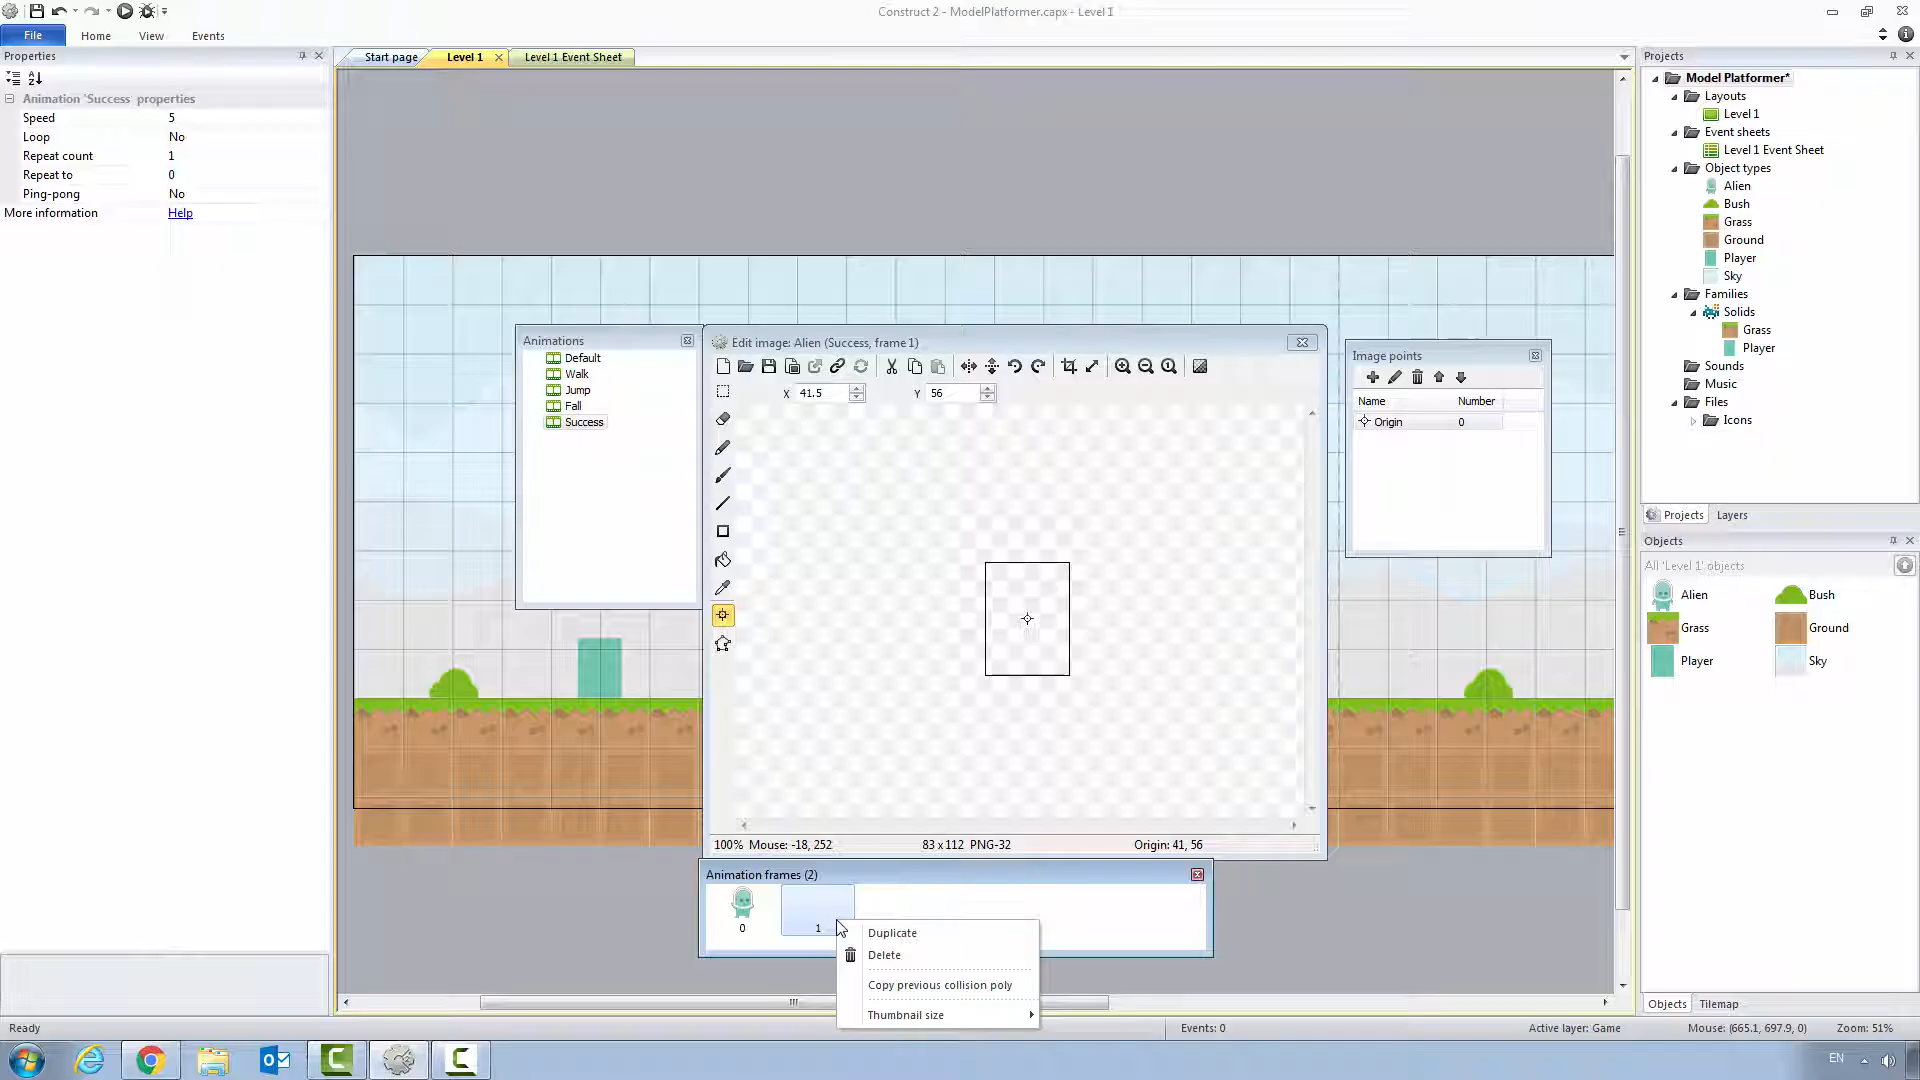 Construct 2 - ModelPlatformer.capx - Level 1
File
Home
View
Events
Properties
Animation 'Success' properties
Speed 5
Loop No
Repeat count 1
Repeat to 0
Ping-pong No
More information Help
Start page
Level 1
Level 1 Event Sheet
Animations
Default
Walk
Jump
Fall
Success
Edit image: Alien (Success, frame 1)
X 41.5
Y 56
100% Mouse: -18, 252
83 x 112 PNG-32
Origin: 41, 56
Image points
Name Number
Origin 0
Animation frames (2)
0
1
Duplicate
Delete
Copy previous collision poly
Thumbnail size
Projects
Model Platformer*
Layouts
Level 1
Event sheets
Level 1 Event Sheet
Object types
Alien
Bush
Grass
Ground
Player
Sky
Families
Solids
Grass
Player
Sounds
Music
Files
Icons
Projects
Layers
Objects
All 'Level 1' objects
Alien
Bush
Grass
Ground
Player
Sky
Objects
Tilemap
Ready
Events: 0
Active layer: Game
Mouse: (665.1, 697.9, 0)
Zoom: 51%
EN